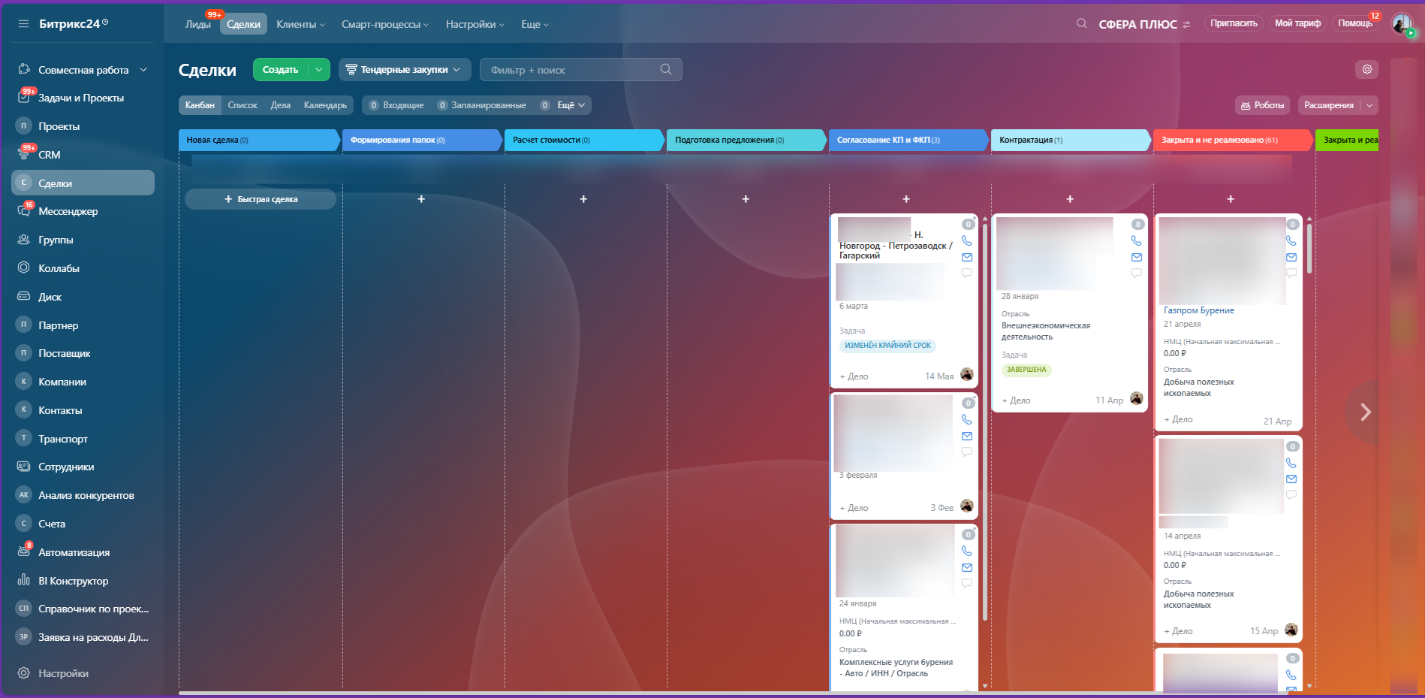 Битрикс24
Лиды 99+ Сделки Клиенты Смарт-процессы Настройки Еще
СФЕРА ПЛЮС Пригласить Мой тариф Помощь 12
Совместная работа
99+ Задачи и Проекты
П Проекты
99+ CRM
С Сделки
16 Мессенджер
Группы
Коллабы
Диск
П Партнер
П Поставщик
К Компании
К Контакты
Т Транспорт
Сотрудники
АК Анализ конкурентов
С Счета
8 Автоматизация
BI Конструктор
СП Справочник по проек...
ЗР Заявка на расходы Дл...
Настройки
Сделки Создать Тендерные закупки Фильтр + поиск
Канбан Список Дела Календарь 0 Входящие 0 Запланированные 0 Ещё Роботы Расширения
Новая сделка (0)
Формирования папок (0)
Расчет стоимости (0)
Подготовка предложения (0)
Согласование КП и ФКП (3)
Контрактация (1)
Закрыта и не реализовано (61)
Закрыта и реа
+ Быстрая сделка
+ + + + + +
0
- Н.
Новгород - Петрозаводск /
Гагарский
6 марта
Задача
ИЗМЕНЁН КРАЙНИЙ СРОК
+ Дело 14 Мая
0
3 февраля
+ Дело 3 Фев
0
24 января
НМЦ (Начальная максимальная ...
0.00 ₽
Отрасль
Комплексные услуги бурения
- Авто / ИНН / Отрасль
0
28 января
Отрасль
Внешнеэкономическая
деятельность
Задача
ЗАВЕРШЕНА
+ Дело 11 Апр
0
Газпром Бурение
21 апреля
НМЦ (Начальная максимальная ...
0.00 ₽
Отрасль
Добыча полезных
ископаемых
+ Дело 21 Апр
0
14 апреля
НМЦ (Начальная максимальная ...
0.00 ₽
Отрасль
Добыча полезных
ископаемых
+ Дело 15 Апр
0